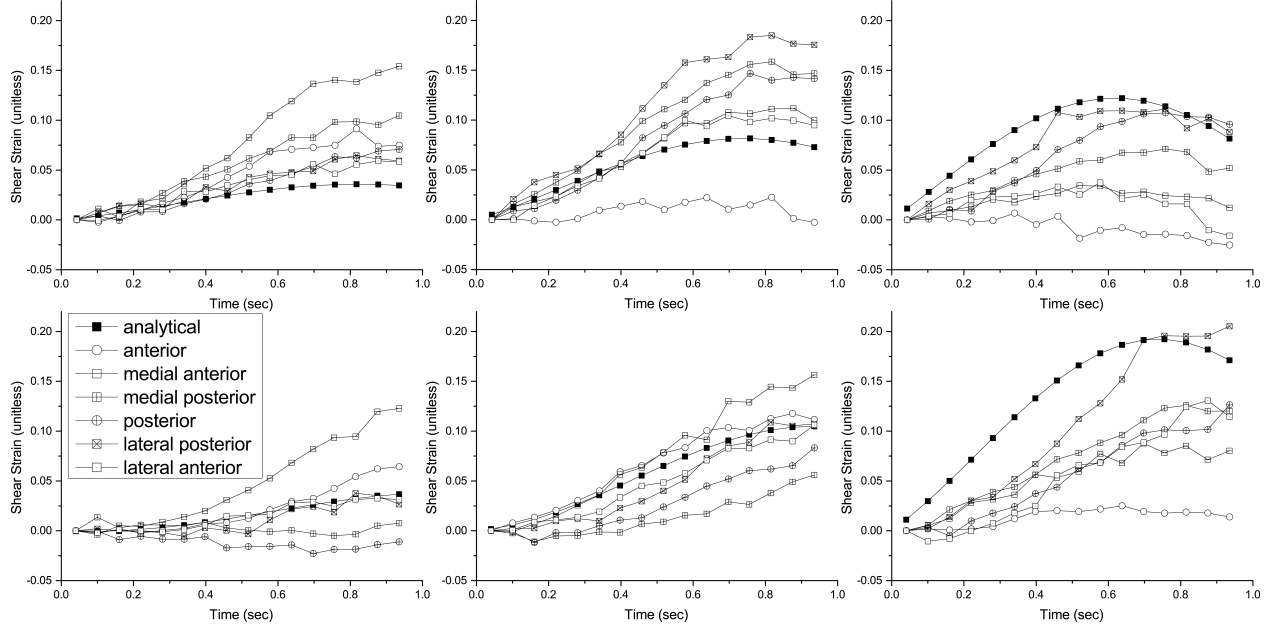 0.20 0.20 0.20
0.15 0.15 0.15
0.10 0.10 0.10
0.05 0.05 0.05
0.00 0.00 0.00
-0.05 -0.05 -0.05
Shear Strain (unitless) Shear Strain (unitless) Shear Strain (unitless)
0.0 0.2 0.4 0.6 0.8 1.0 0.0 0.2 0.4 0.6 0.8 1.0 0.0 0.2 0.4 0.6 0.8 1.0
Time (sec) Time (sec) Time (sec)
analytical
anterior
medial anterior
medial posterior
posterior
lateral posterior
lateral anterior
0.20 0.20 0.20
0.15 0.15 0.15
0.10 0.10 0.10
0.05 0.05 0.05
0.00 0.00 0.00
-0.05 -0.05 -0.05
Shear Strain (unitless) Shear Strain (unitless) Shear Strain (unitless)
0.0 0.2 0.4 0.6 0.8 1.0 0.0 0.2 0.4 0.6 0.8 1.0 0.0 0.2 0.4 0.6 0.8 1.0
Time (sec) Time (sec) Time (sec)